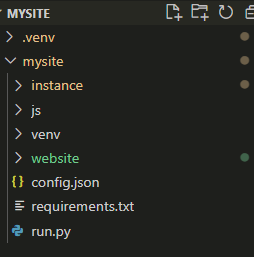 MYSITE
.venv
mysite
instance
js
venv
website
config.json
requirements.txt
run.py